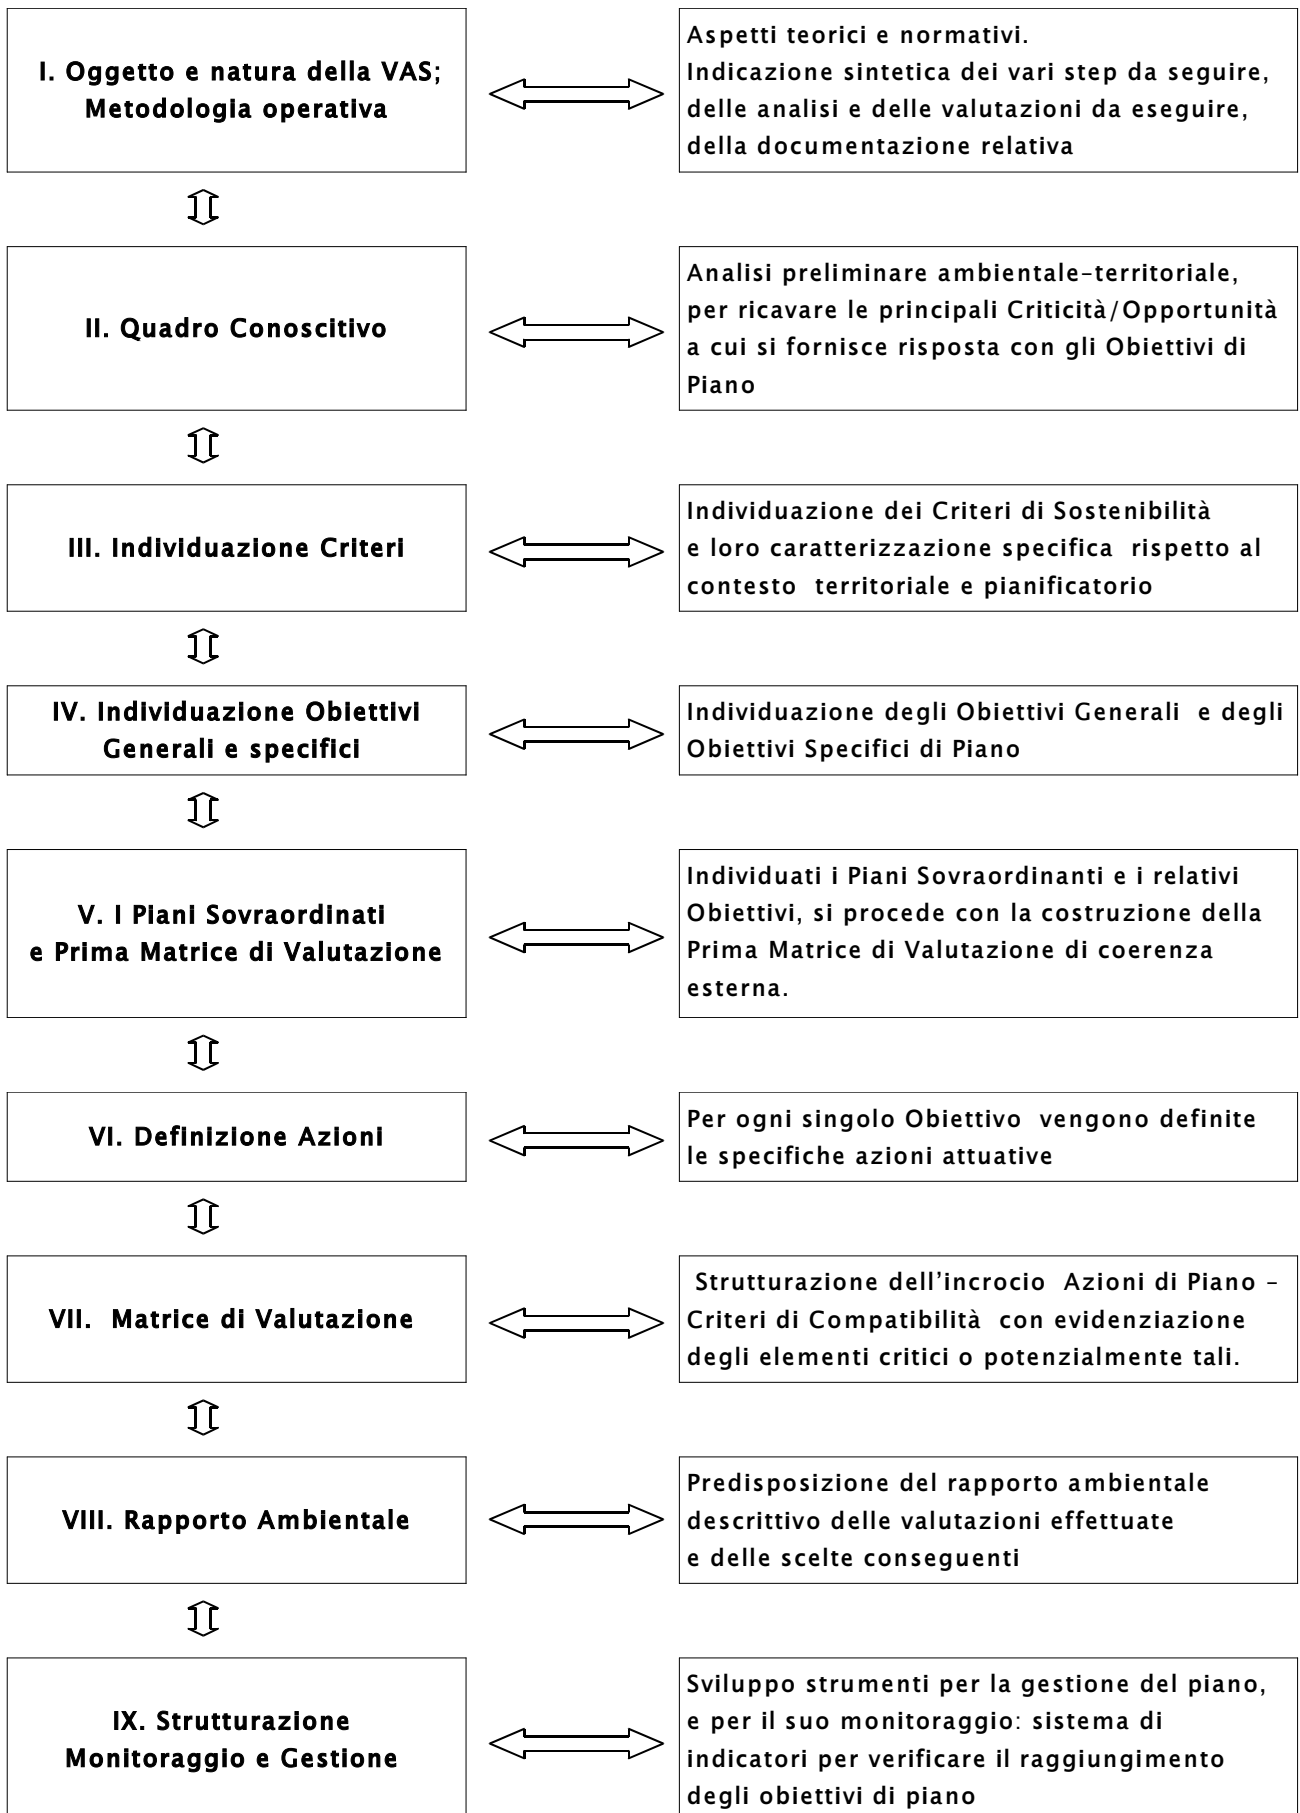 I. Oggetto e natura della VAS;
Metodologia operativa
Aspetti teorici e normativi.
Indicazione sintetica dei vari step da seguire,
delle analisi e delle valutazioni da eseguire,
della documentazione relativa
II. Quadro Conoscitivo
Analisi preliminare ambientale-territoriale,
per ricavare le principali Criticità/Opportunità
a cui si fornisce risposta con gli Obiettivi di
Piano
III. Individuazione Criteri
Individuazione dei Criteri di Sostenibilità
e loro caratterizzazione specifica rispetto al
contesto territoriale e pianificatorio
IV. Individuazione Obiettivi
Generali e specifici
Individuazione degli Obiettivi Generali e degli
Obiettivi Specifici di Piano
V. I Piani Sovraordinati
e Prima Matrice di Valutazione
Individuati i Piani Sovraordinanti e i relativi
Obiettivi, si procede con la costruzione della
Prima Matrice di Valutazione di coerenza
esterna.
VI. Definizione Azioni
Per ogni singolo Obiettivo vengono definite
le specifiche azioni attuative
VII. Matrice di Valutazione
Strutturazione dell’incrocio Azioni di Piano –
Criteri di Compatibilità con evidenziazione
degli elementi critici o potenzialmente tali.
VIII. Rapporto Ambientale
Predisposizione del rapporto ambientale
descrittivo delle valutazioni effettuate
e delle scelte conseguenti
IX. Strutturazione
Monitoraggio e Gestione
Sviluppo strumenti per la gestione del piano,
e per il suo monitoraggio: sistema di
indicatori per verificare il raggiungimento
degli obiettivi di piano